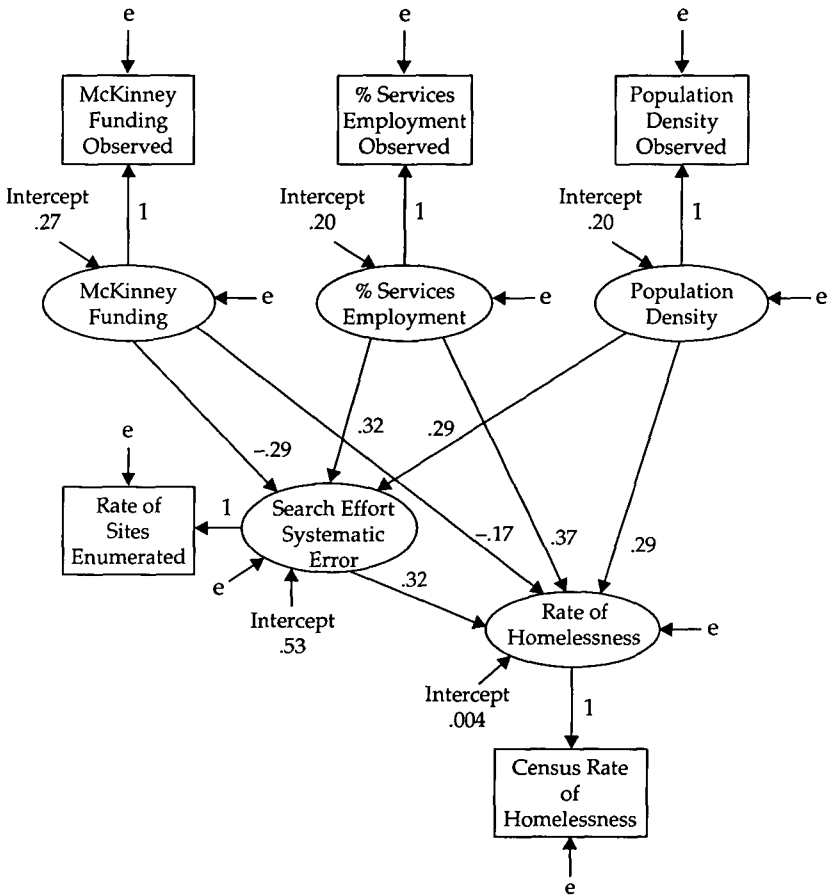 e
e
e
McKinney
Funding
Observed
% Services
Employment
Observed
Population
Density
Observed
Intercept
.27
1
Intercept
.20
1
Intercept
.20
1
McKinney
Funding
e
% Services
Employment
e
Population
Density
e
e
-.29
.32
.29
Rate of
Sites
Enumerated
1
Search Effort
Systematic
Error
-.17
.37
.29
e
.32
Intercept
.53
Rate of
Homelessness
e
Intercept
.004
1
Census Rate
of
Homelessness
e